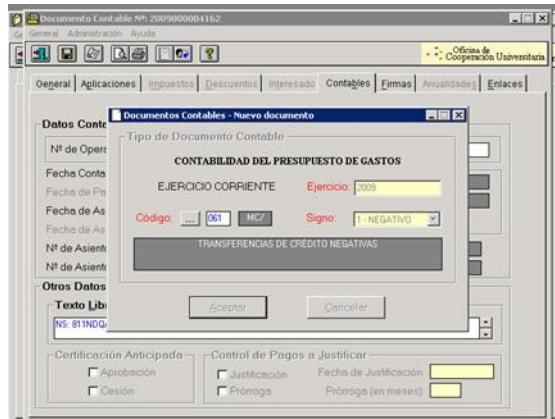 Documento Contable Nº: 2009000004162
General Administración Ayuda
Oficina de
Cooperación Universitaria
General Aplicaciones Impuestos Descuentos Interesado Contables Firmas Anualidades Enlaces
Documentos Contables - Nuevo documento
Datos Conta
Tipo de Documento Contable
Nº de Opera
CONTABILIDAD DEL PRESUPUESTO DE GASTOS
Fecha Conta
EJERCICIO CORRIENTE Ejercicio: 2009
Fecha de Pa
Fecha de As
Código: ... 061 MC/ Signo: 1 - NEGATIVO
Fecha de As
Nº de Asiento
TRANSFERENCIAS DE CRÉDITO NEGATIVAS
Nº de Asiento
Otros Datos
Texto Lib
Aceptar Cancelar
NS: 811NDQ
Certificación Anticipada Control de Pagos a Justificar
Aprobación Justificación Fecha de Justificación:
Cesión Prórroga Prórroga (en meses):